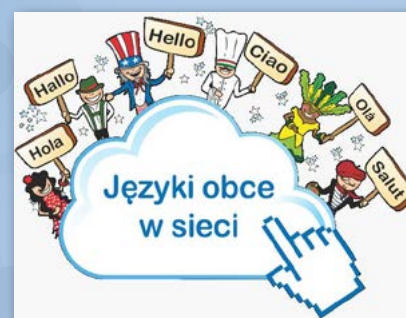 Hola
Hallo
Hello
Ciao
Olá
Salut
Języki obce
w sieci